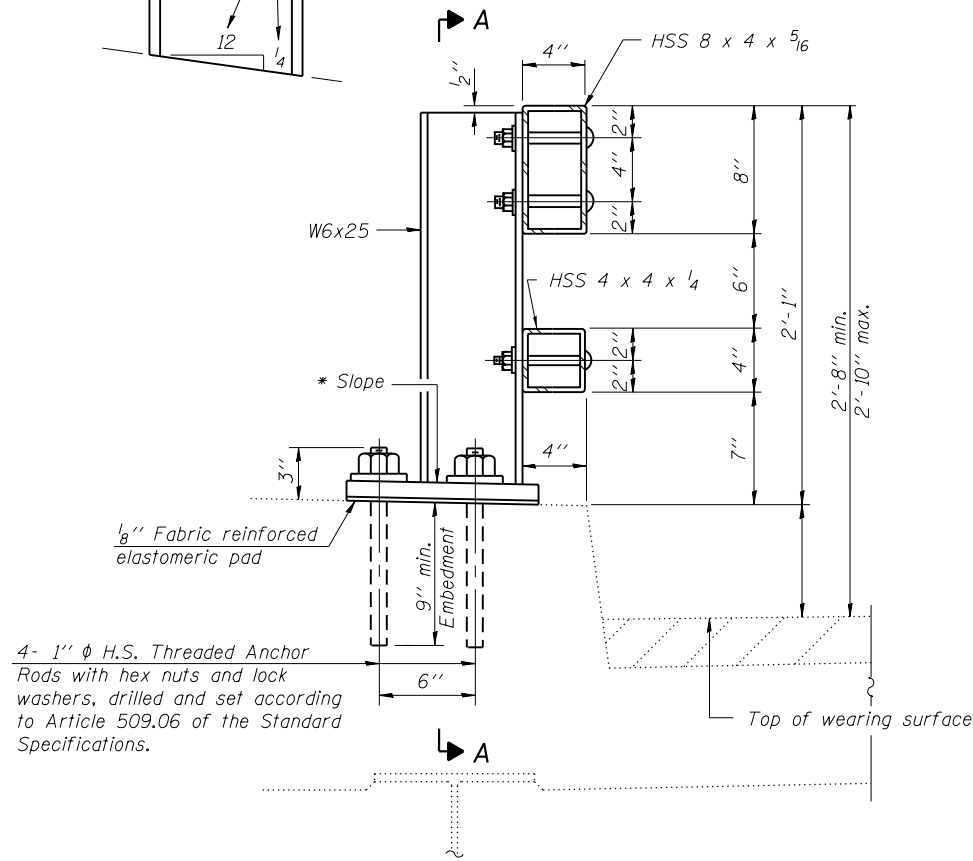 A
12
1/4
4"
HSS 8 x 4 x 5/16
1/2"
2"
4"
2"
8"
W6x25
HSS 4 x 4 x 1/4
6"
2'-1"
2'-8" min.
2'-10" max.
* Slope
2"
2"
4"
3"
4"
7"
1/8" Fabric reinforced
elastomeric pad
9" min.
Embedment
4- 1" ϕ H.S. Threaded Anchor
Rods with hex nuts and lock
washers, drilled and set according
to Article 509.06 of the Standard
Specifications.
6"
Top of wearing surface
A